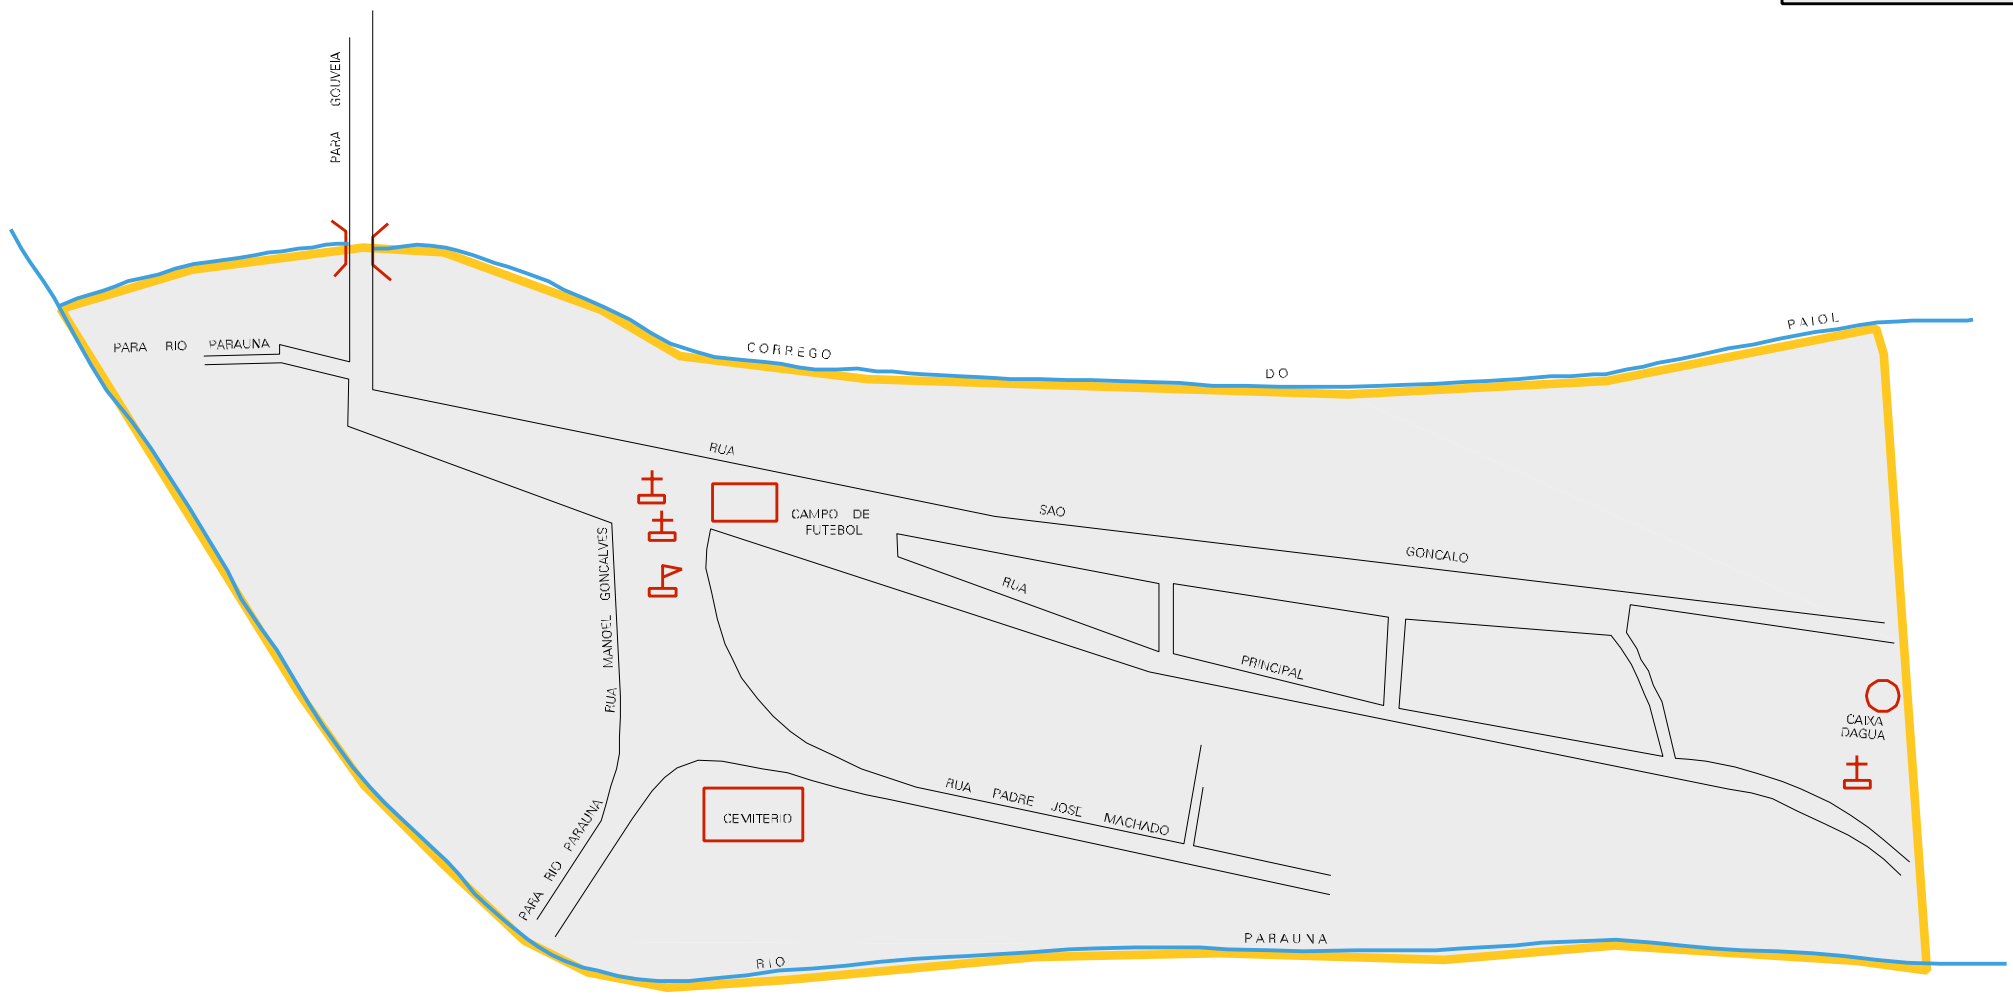 PARA GOUVEIA
PARA RIO PARAUNA
CORREGO DO PAIOL
RUA SAO GONCALO
CAMPO DE
FUTEBOL
RUA MANOEL GONCALVES
RUA PRINCIPAL
CAIXA
DAGUA
RUA PADRE JOSE MACHADO
CEMITERIO
PARA RIO PARAUNA
RIO PARAUNA